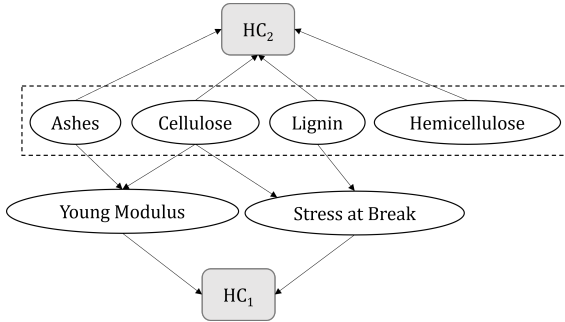 HC₂
Ashes Cellulose Lignin Hemicellulose
Young Modulus Stress at Break
HC₁